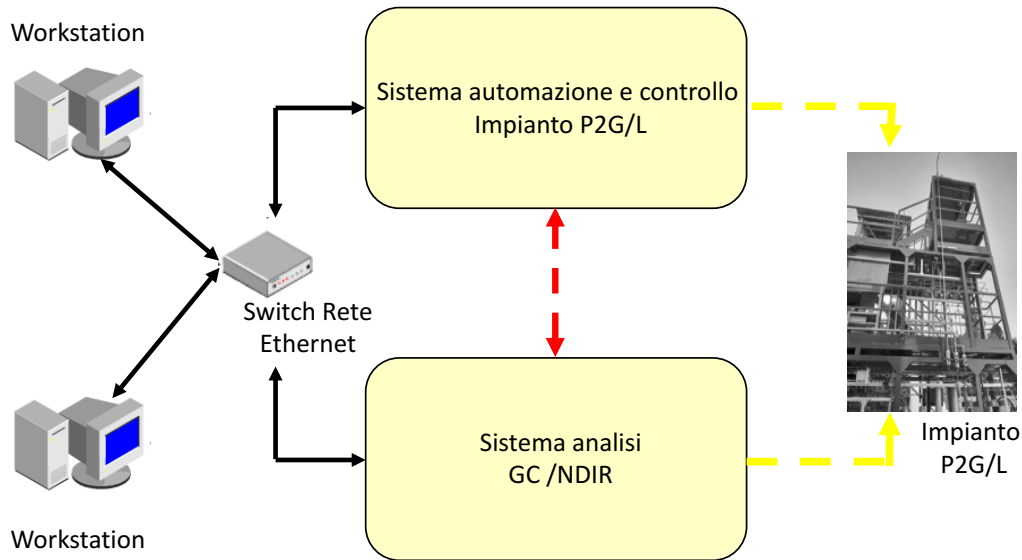 Workstation
Sistema automazione e controllo
Impianto P2G/L
Switch Rete
Ethernet
Sistema analisi
GC /NDIR
Impianto
P2G/L
Workstation